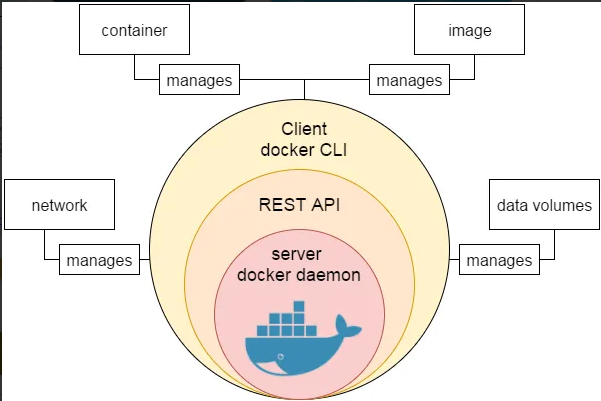 container
image
manages
manages
Client
docker CLI
network
REST API
data volumes
manages
server
docker daemon
manages